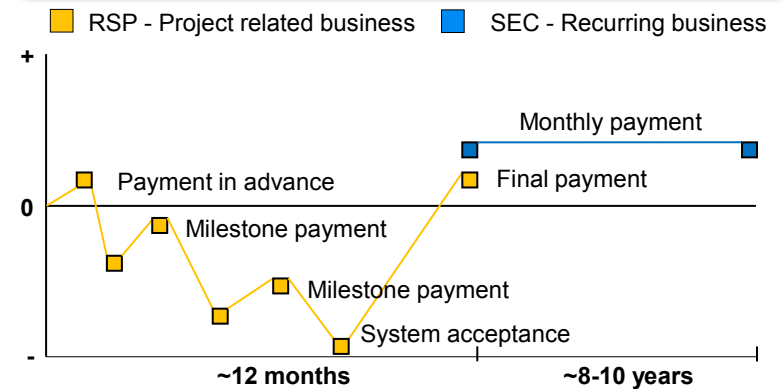 RSP - Project related business
SEC - Recurring business
+
Monthly payment
Payment in advance
Final payment
0
Milestone payment
Milestone payment
System acceptance
-
~12 months
~8-10 years